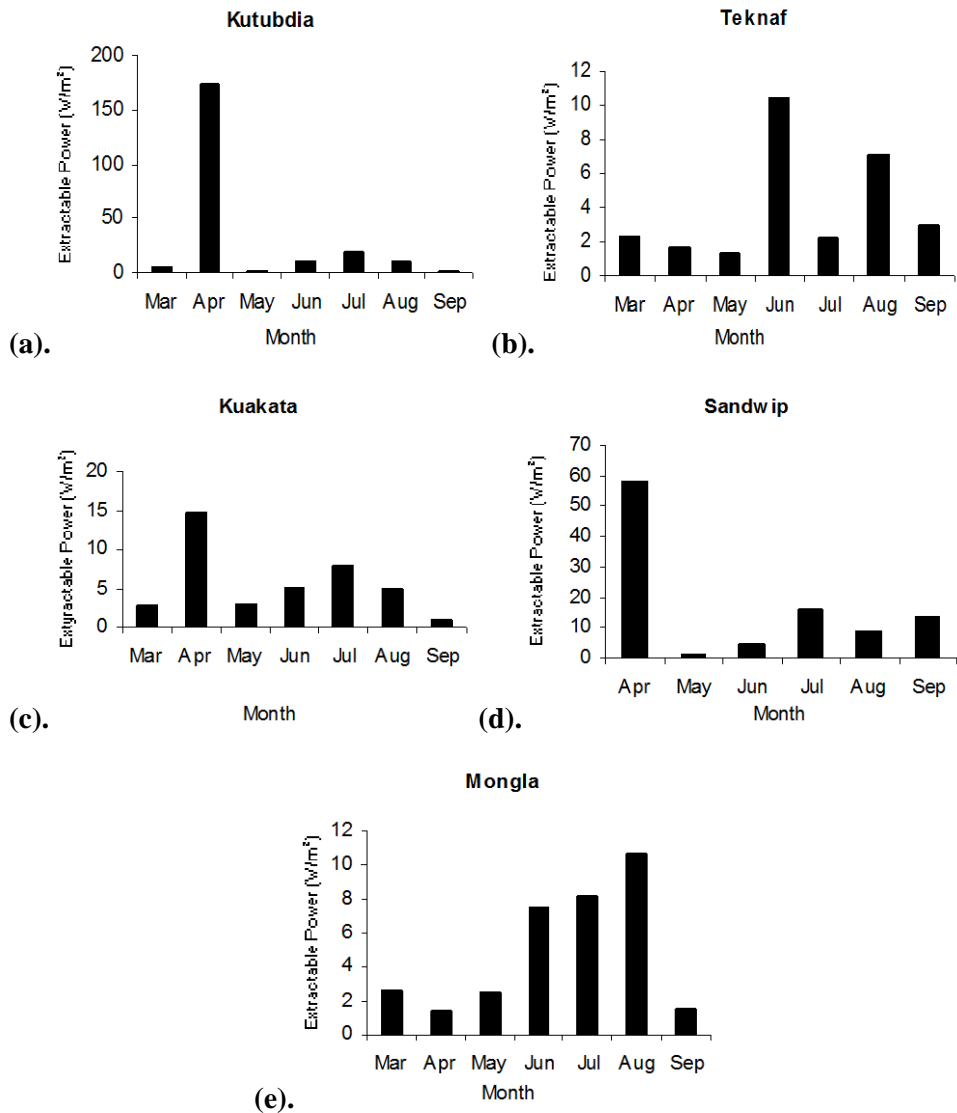 Kutubdia
Extractable Power (W/m²)
200
150
100
50
0
Mar Apr May Jun Jul Aug Sep
Month
(a).
Teknaf
Extractable Power (W/m²)
12
10
8
6
4
2
0
Mar Apr May Jun Jul Aug Sep
Month
(b).
Kuakata
Extyractable Power (W/m²)
20
15
10
5
0
Mar Apr May Jun Jul Aug Sep
Month
(c).
Sandwip
Extractable Power (W/m²)
70
60
50
40
30
20
10
0
Apr May Jun Jul Aug Sep
Month
(d).
Mongla
Extractable Power (W/m²)
12
10
8
6
4
2
0
Mar Apr May Jun Jul Aug Sep
Month
(e).